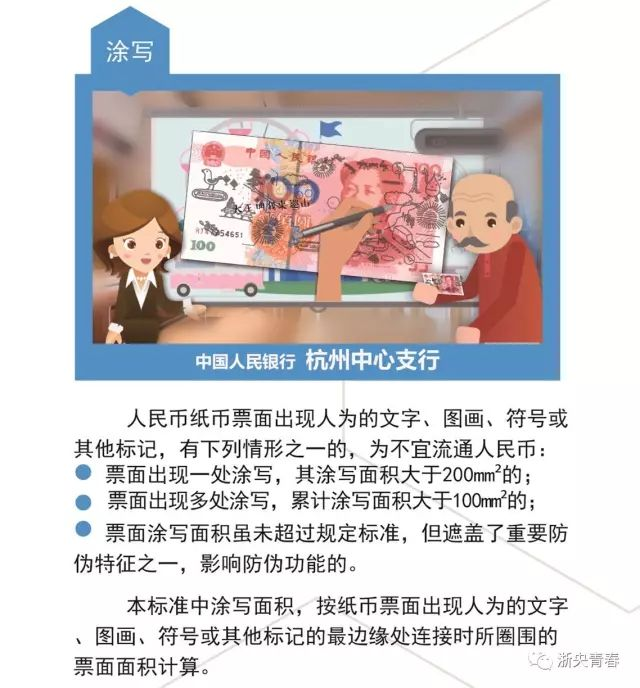 涂写
中国人民银
100
中国人民银行 杭州中心支行
人民币纸币票面出现人为的文字、图画、符号或
其他标记，有下列情形之一的，为不宜流通人民币：
票面出现一处涂写，其涂写面积大于200mm²的；
票面出现多处涂写，累计涂写面积大于100mm²的；
票面涂写面积虽未超过规定标准，但遮盖了重要防
伪特征之一，影响防伪功能的。
本标准中涂写面积，按纸币票面出现人为的文字
、图画、符号或其他标记的最边缘处连接时所圈围的
票面面积计算。
浙央青春